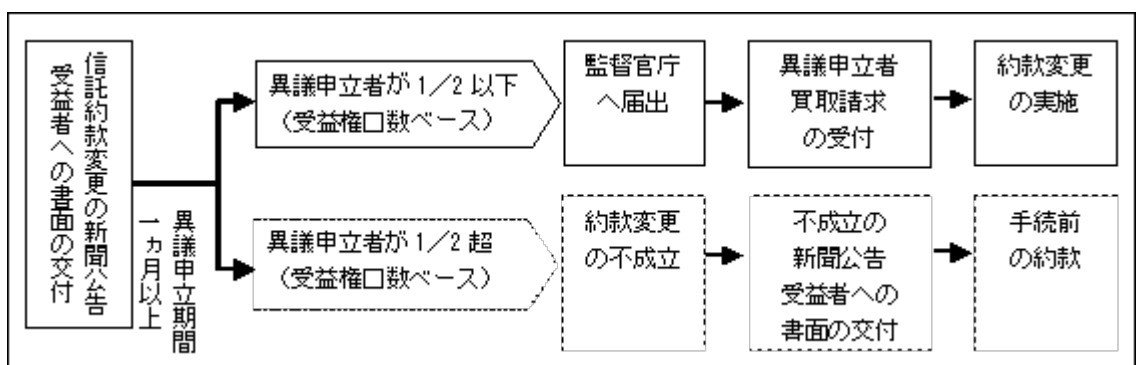 信託約款変更の新聞公告
受益者への書面の交付
異議申立期間
一ヵ月以上
異議申立者が1/2以下
（受益権口数ベース）
監督官庁
へ届出
異議申立者
買取請求
の受付
約款変更
の実施
異議申立者が1/2超
（受益権口数ベース）
約款変更
の不成立
不成立の
新聞公告
受益者への
書面の交付
手続前
の約款